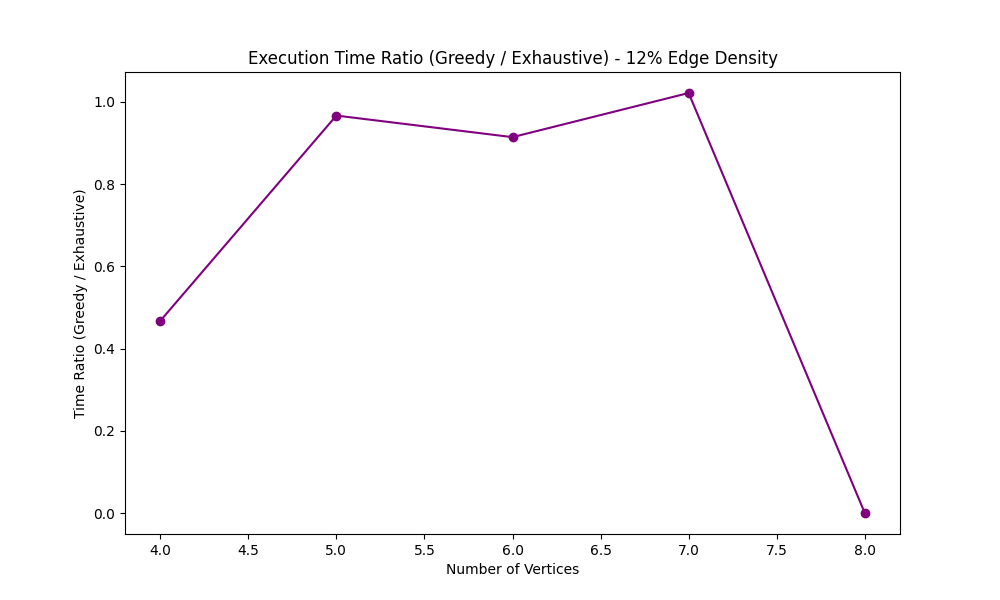 Execution Time Ratio (Greedy / Exhaustive) - 12% Edge Density
Time Ratio (Greedy / Exhaustive)
1.0
0.8
0.6
0.4
0.2
0.0
4.0 4.5 5.0 5.5 6.0 6.5 7.0 7.5 8.0
Number of Vertices